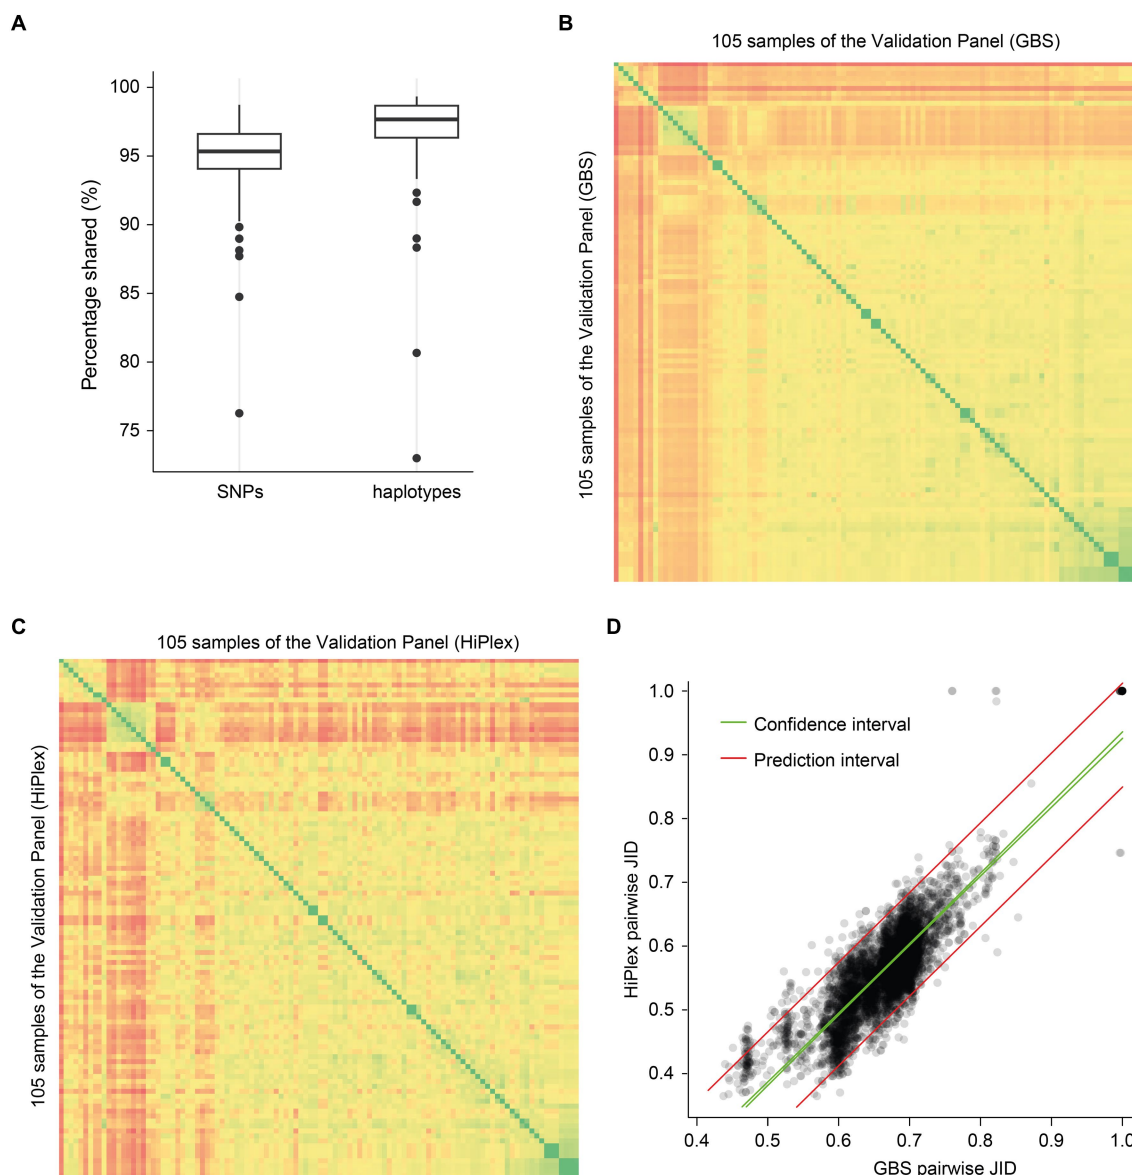 A
100
95
90
85
80
75
Percentage shared (%)
SNPs
haplotypes
B
105 samples of the Validation Panel (GBS)
105 samples of the Validation Panel (GBS)
C
105 samples of the Validation Panel (HiPlex)
105 samples of the Validation Panel (HiPlex)
D
1.0
0.9
0.8
0.7
0.6
0.5
0.4
HiPlex pairwise JID
Confidence interval
Prediction interval
0.4 0.5 0.6 0.7 0.8 0.9 1.0
GBS pairwise JID